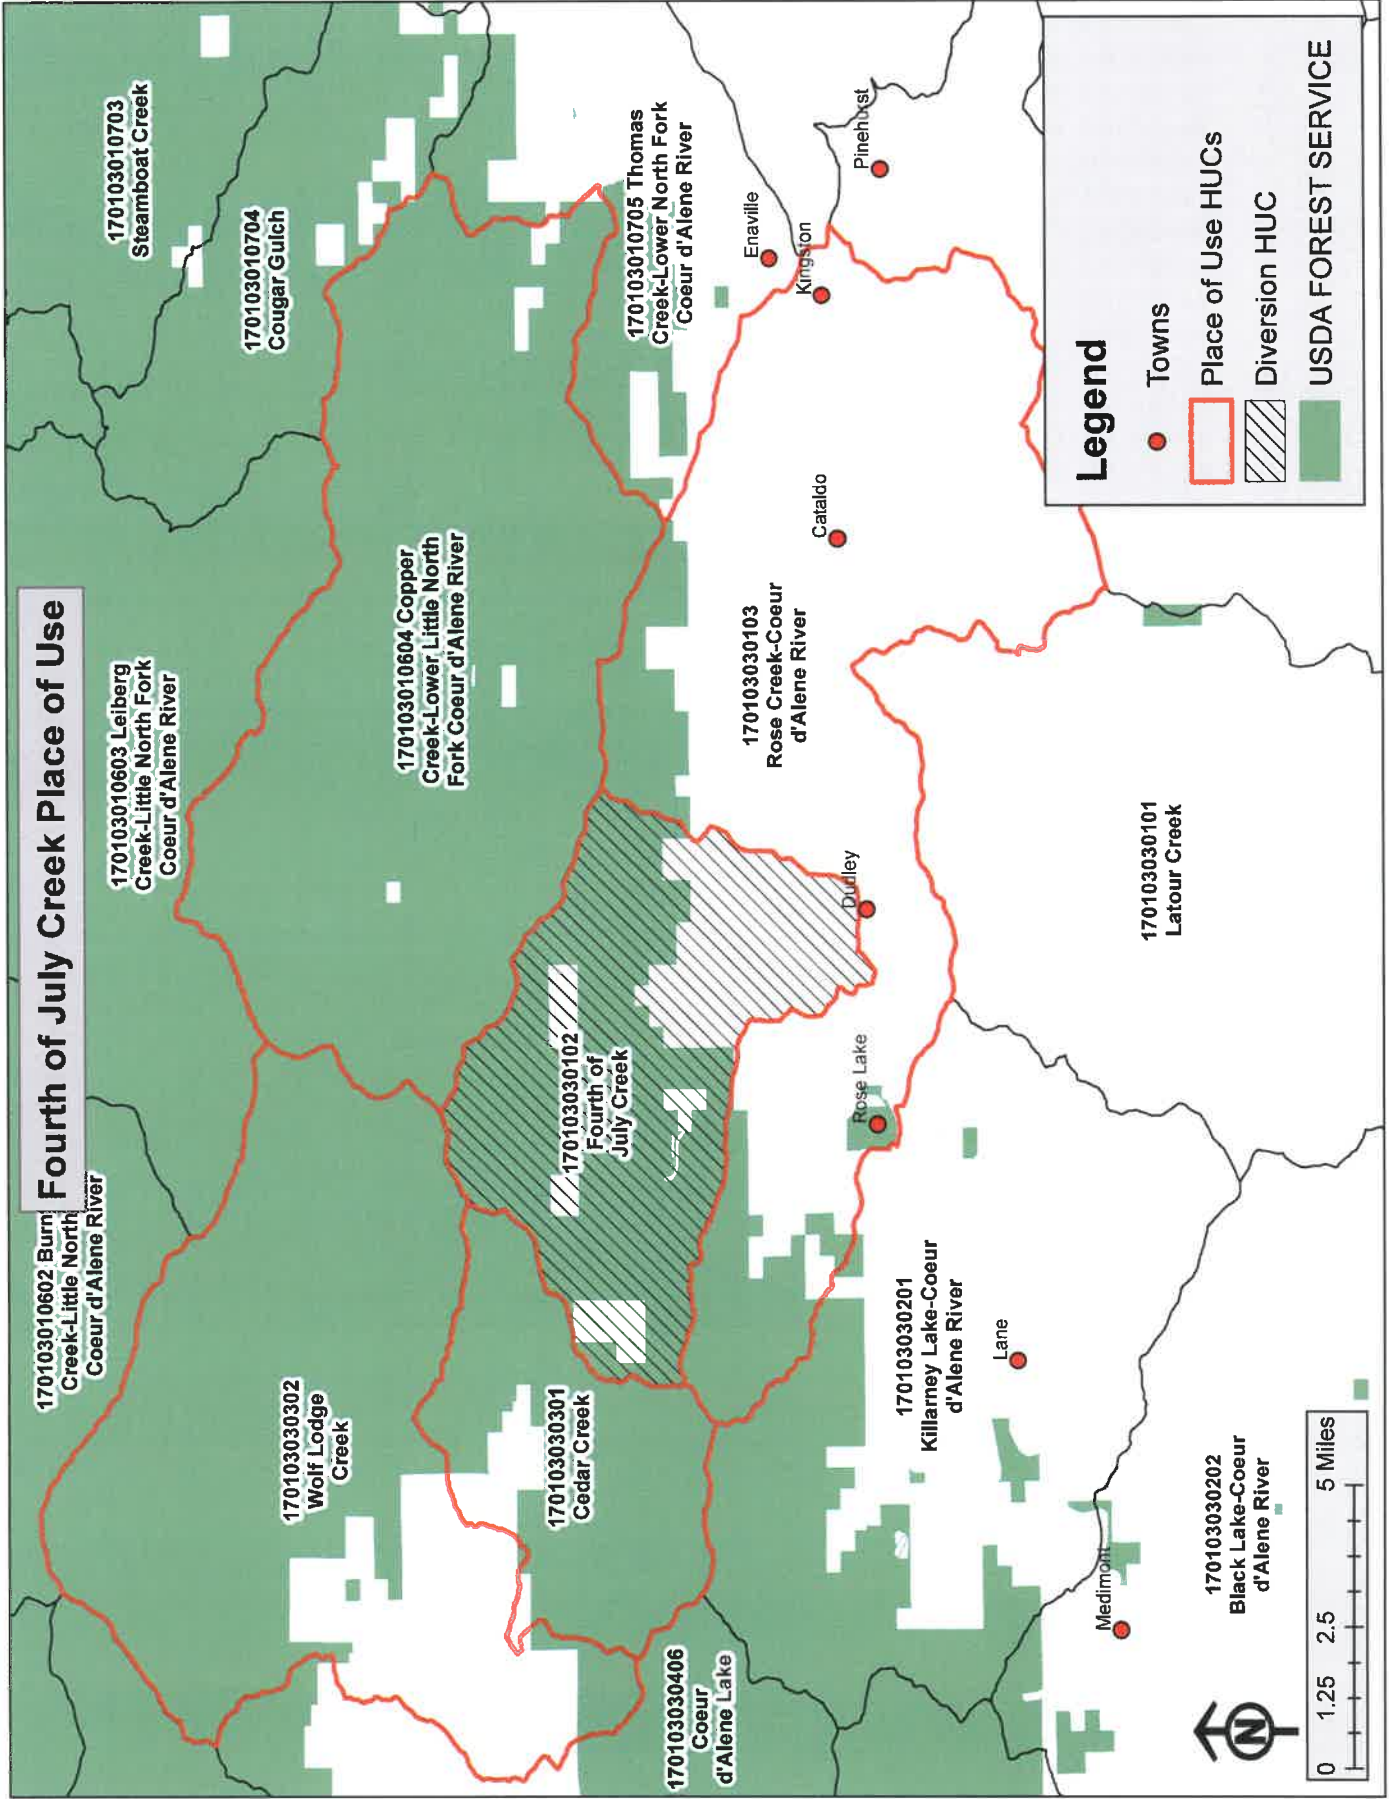 Fourth of July Creek Place of Use
170103010602 Burn
Creek-Little North
Coeur d'Alene River
170103010603 Leiberg
Creek-Little North Fork
Coeur d'Alene River
170103010703
Steamboat Creek
170103010704
Cougar Gulch
170103030302
Wolf Lodge
Creek
170103010604 Copper
Creek-Lower Little North
Fork Coeur d'Alene River
170103030301
Cedar Creek
170103030102
Fourth of
July Creek
170103010705 Thomas
Creek-Lower North Fork
Coeur d'Alene River
170103030406
Coeur
d'Alene Lake
170103030103
Rose Creek-Coeur
d'Alene River
Enaville
Kingston
Pinehurst
Cataldo
Dudley
Rose Lake
170103030201
Killarney Lake-Coeur
d'Alene River
Lane
170103030101
Latour Creek
Medimont
170103030202
Black Lake-Coeur
d'Alene River
N
0 1.25 2.5 5 Miles
Legend
Towns
Place of Use HUCs
Diversion HUC
USDA FOREST SERVICE